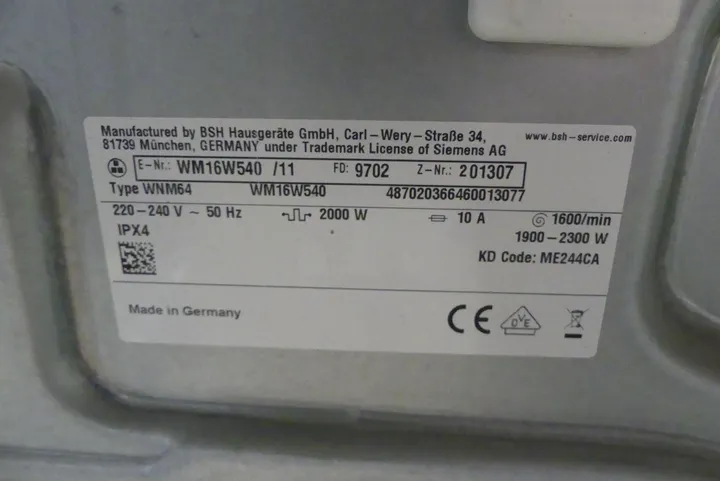 Manufactured by BSH Hausgeräte GmbH, Carl-Wery-Straße 34,
81739 München, GERMANY under Trademark License of Siemens AG
www.bsh-service.com
E-Nr.: WM16W540 /11 FD: 9702 Z-Nr.: 201307
Type WNM64 WM16W540 487020366460013077
220-240 V ~ 50 Hz 2000 W 10 A 1600/min
IPX4 1900-2300 W
KD Code: ME244CA
Made in Germany
CE DVE